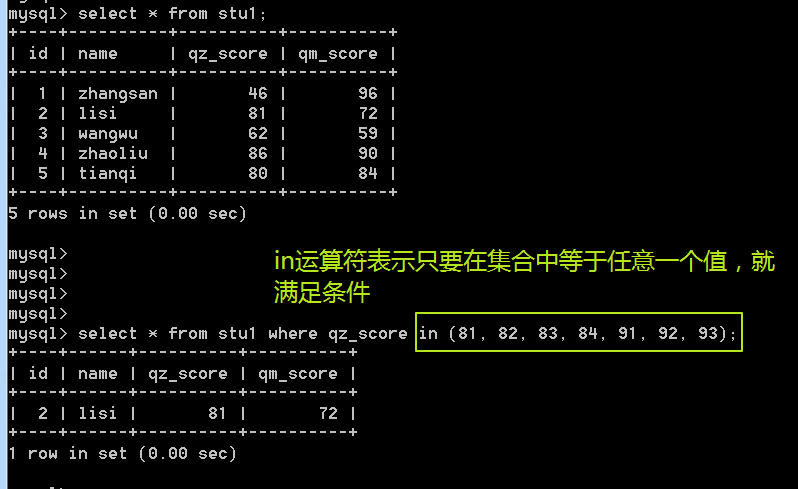 mysql> select * from stu1;
+----+----------+----------+----------+
| id | name     | qz_score | qm_score |
+----+----------+----------+----------+
|  1 | zhangsan |       46 |       96 |
|  2 | lisi     |       81 |       72 |
|  3 | wangwu   |       62 |       59 |
|  4 | zhaoliu  |       86 |       90 |
|  5 | tianqi   |       80 |       84 |
+----+----------+----------+----------+
5 rows in set (0.00 sec)
mysql>
in运算符表示只要在集合中等于任意一个值，就
mysql>
mysql>
满足条件
mysql>
mysql> select * from stu1 where qz_score in (81, 82, 83, 84, 91, 92, 93);
+----+------+----------+----------+
| id | name | qz_score | qm_score |
+----+------+----------+----------+
|  2 | lisi |       81 |       72 |
+----+------+----------+----------+
1 row in set (0.00 sec)